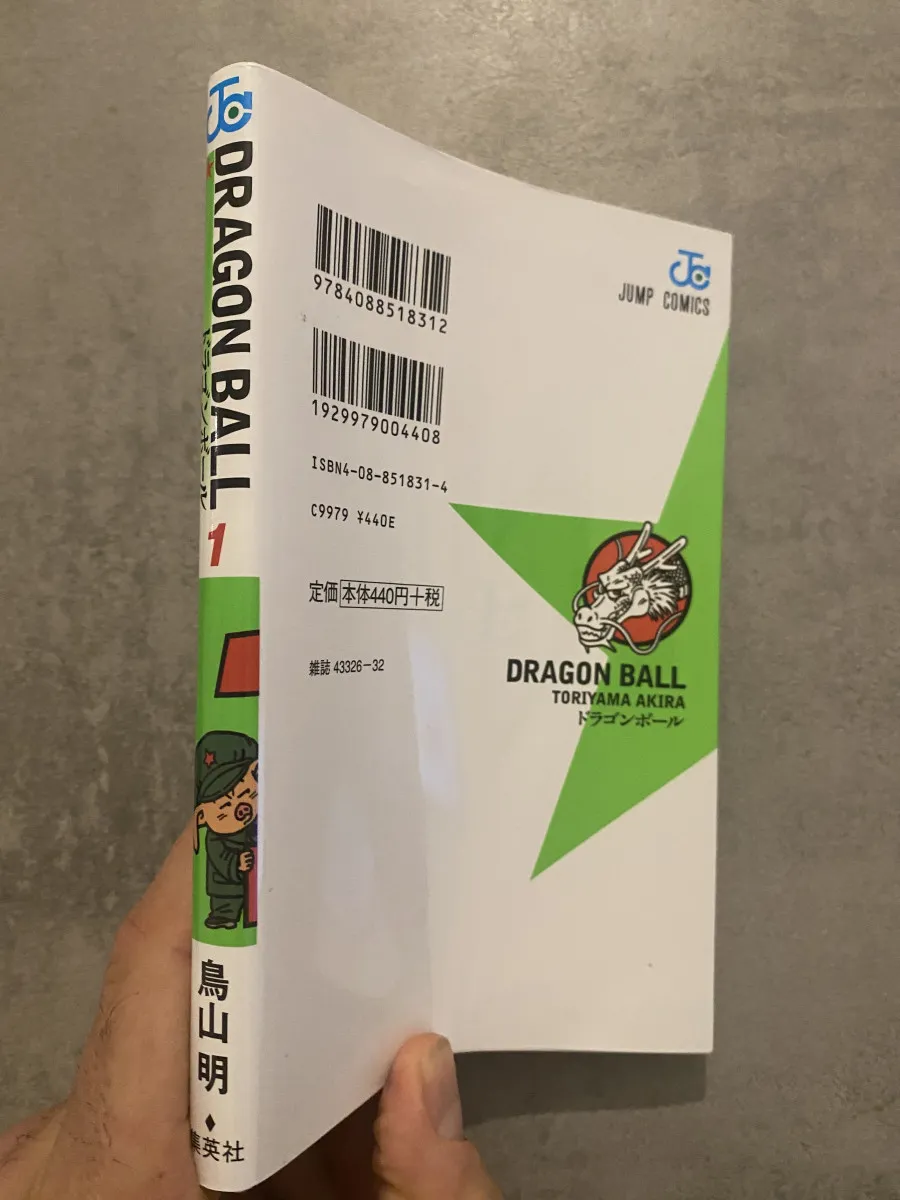 DRAGON BALL
ドラゴンボール
1
鳥山明
集英社
9784088518312
1929979004408
ISBN4-08-851831-4
C9979 ¥440E
定価 本体440円+税
雑誌 43326-32
JC
JUMP COMICS
DRAGON BALL
TORIYAMA AKIRA
ドラゴンボール